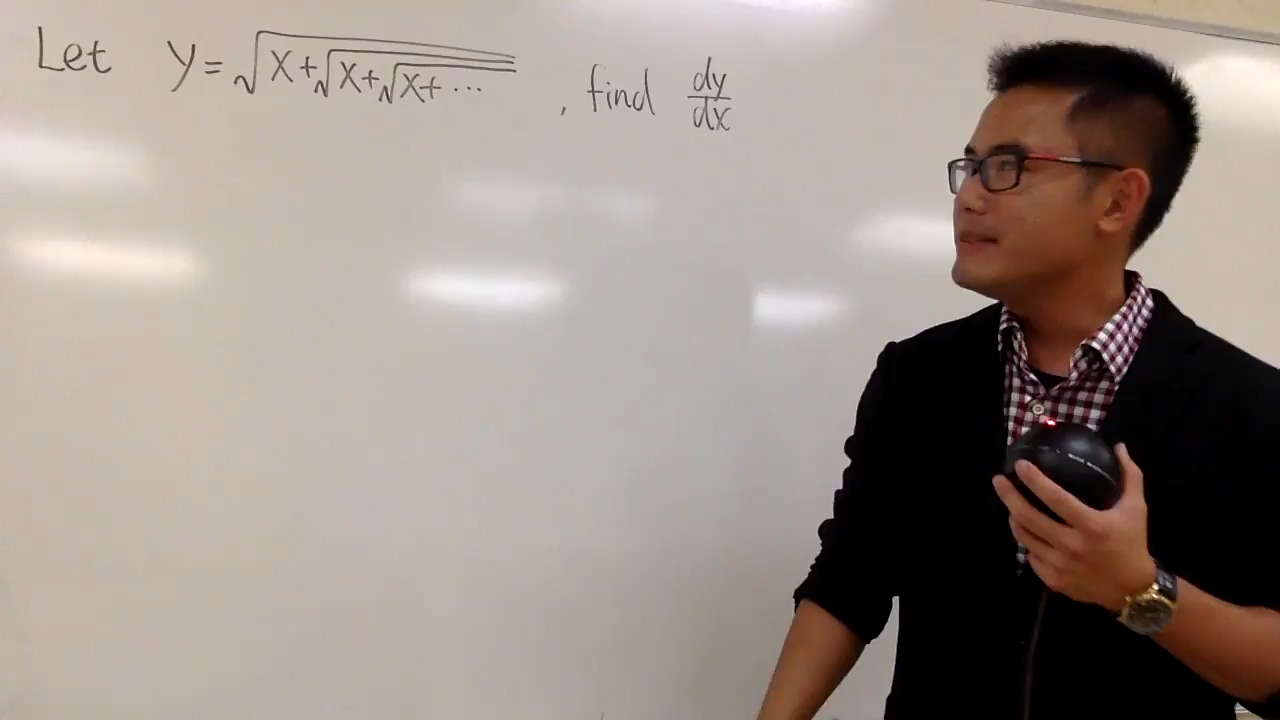 Let y = √(x + √(x + √(x + ⋯))) , find dy/dx